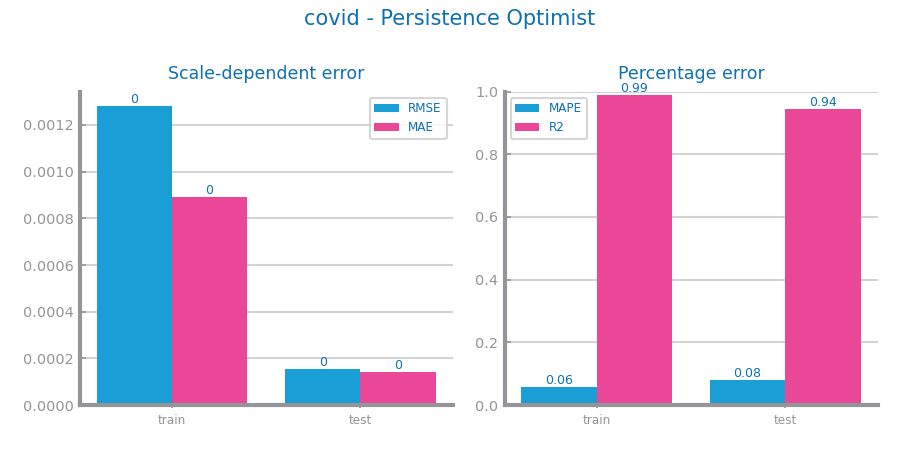 covid - Persistence Optimist
Scale-dependent error
0.0012
0.0010
0.0008
0.0006
0.0004
0.0002
0.0000
0
0
0
0
RMSE
MAE
train
test
Percentage error
1.0
0.8
0.6
0.4
0.2
0.0
MAPE
R2
0.06
0.99
0.08
0.94
train
test